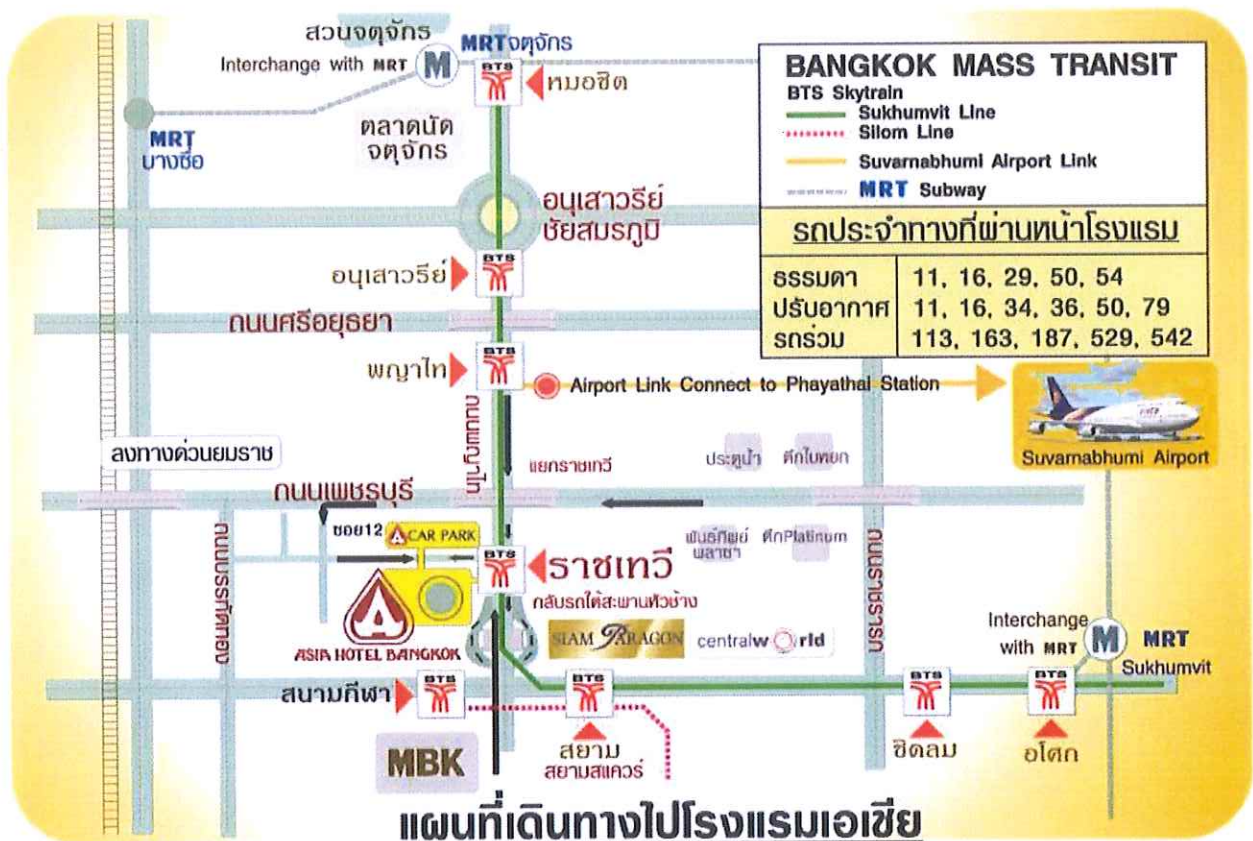 สวนจตุจักร
Interchange with MRT
M
MRTจตุจักร
BTS
หมอชิต
MRT
บางซื่อ
ตลาดนัด
จตุจักร
BANGKOK MASS TRANSIT
BTS Skytrain
Sukhumvit Line
Silom Line
Suvarnabhumi Airport Link
MRT Subway
รถประจำทางที่ผ่านหน้าโรงแรม
ธรรมดา 11, 16, 29, 50, 54
ปรับอากาศ 11, 16, 34, 36, 50, 79
รถร่วม 113, 163, 187, 529, 542
อนุเสาวรีย์
ชัยสมรภูมิ
อนุเสาวรีย์
BTS
ถนนศรีอยุธยา
พญาไท
BTS
Airport Link Connect to Phayathai Station
Suvarnabhumi Airport
ถนนพญาไท
ลงทางด่วนยมราช
แยกราชเทวี
ประตูน้ำ
ตึกใบหยก
ถนนเพชรบุรี
ซอย12
A CAR PARK
BTS
ราชเทวี
พันธ์ทิพย์
พลาซ่า
ตึกPlatinum
ถนนบรรทัดทอง
ถนนราชปรารภ
กลับรถใต้สะพานหัวช้าง
A
ASIA HOTEL BANGKOK
SIAM PARAGON
centralworld
Interchange
with MRT
M
MRT
Sukhumvit
สนามกีฬา
BTS
BTS
BTS
BTS
MBK
สยาม
สยามสแควร์
ชิดลม
อโศก
แผนที่เดินทางไปโรงแรมเอเชีย